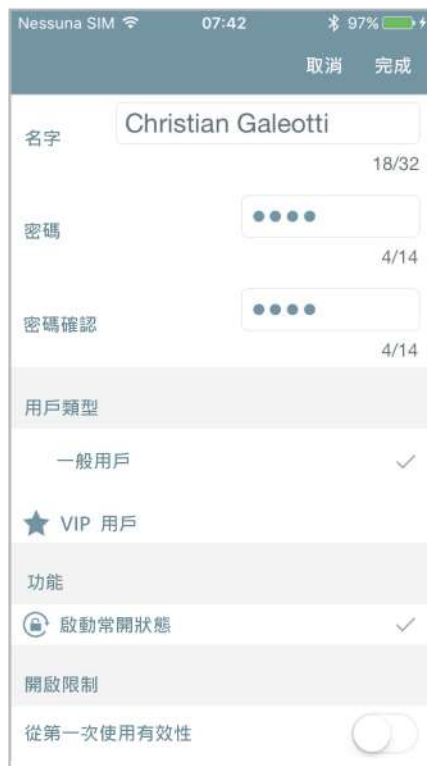 Nessuna SIM 07:42 97%
取消 完成
名字 Christian Galeotti
18/32
密碼 ••••
4/14
密碼確認 ••••
4/14
用戶類型
一般用戶
VIP 用戶
功能
啟動常開狀態
開啟限制
從第一次使用有效性